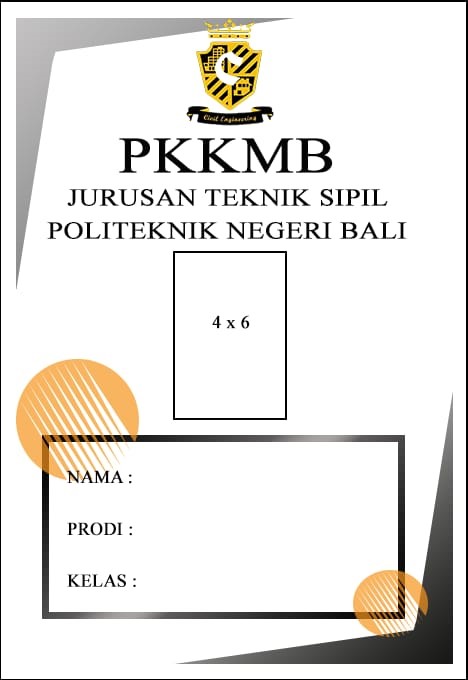 C
Civil Engineering
PKKMB
JURUSAN TEKNIK SIPIL
POLITEKNIK NEGERI BALI
4 x 6
NAMA :
PRODI :
KELAS :